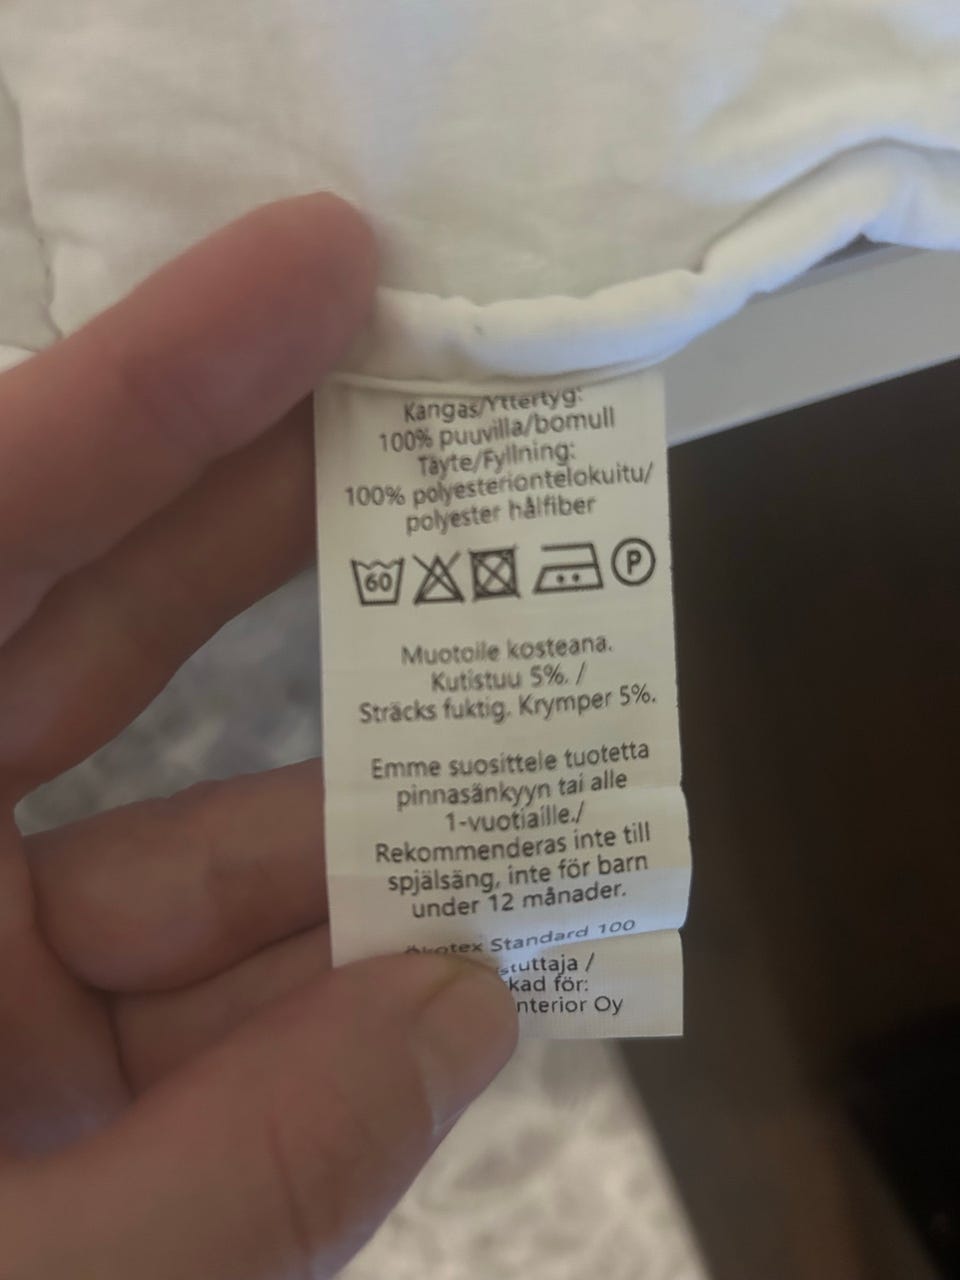 Kangas/Yttertyg:
100% puuvilla/bomull
Täyte/Fyllning:
100% polyesteriontelokuitu/
polyester hålfiber
60 P
Muotoile kosteana.
Kutistuu 5%. /
Sträcks fuktig. Krymper 5%.
Emme suosittele tuotetta
pinnasänkyyn tai alle
1-vuotiaille./
Rekommenderas inte till
spjälsäng, inte för barn
under 12 månader.
Standard 100
Oy